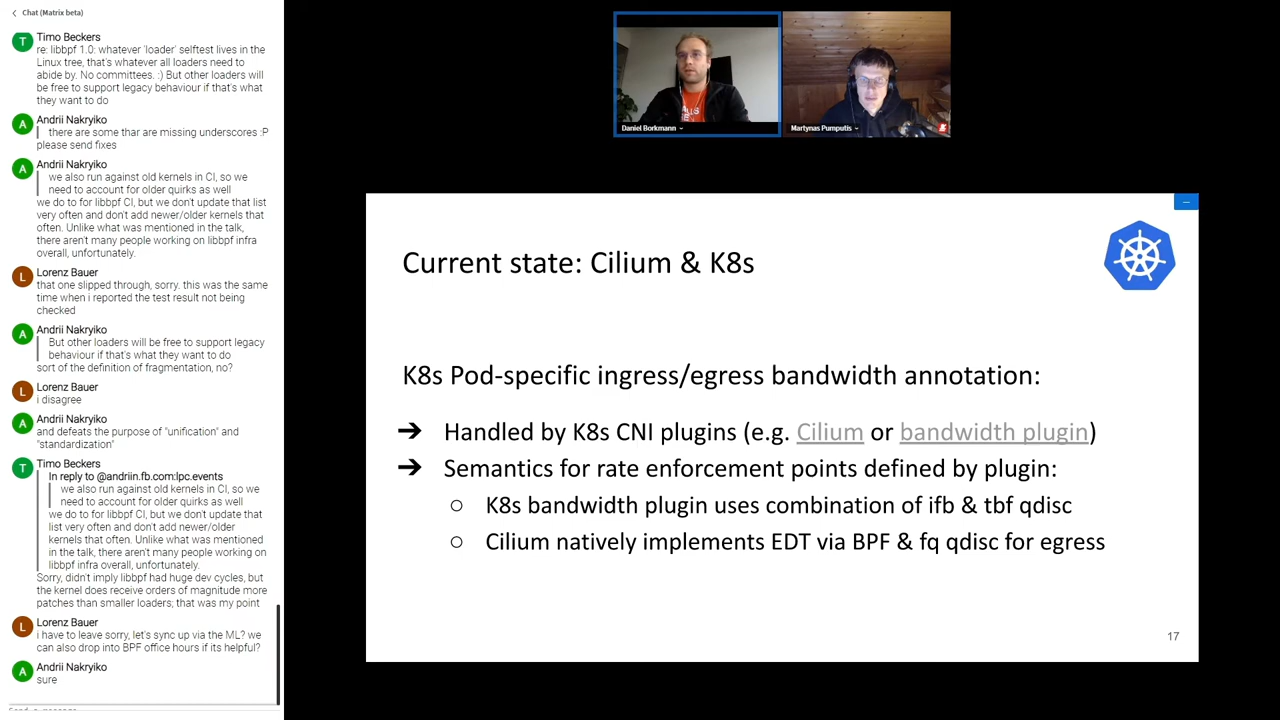 Chat (Matrix beta)
T
Timo Beckers
re: libbpf 1.0: whatever 'loader' selftest lives in the
Linux tree, that's whatever all loaders need to
abide by. No committees. :) But other loaders will
be free to support legacy behaviour if that's what
they want to do
A
Andrii Nakryiko
there are some thar are missing underscores :P
please send fixes
A
Andrii Nakryiko
we also run against old kernels in CI, so we
need to account for older quirks as well
we do to for libbpf CI, but we don't update that list
very often and don't add newer/older kernels that
often. Unlike what was mentioned in the talk,
there aren't many people working on libbpf infra
overall, unfortunately.
L
Lorenz Bauer
that one slipped through, sorry. this was the same
time when i reported the test result not being
checked
A
Andrii Nakryiko
But other loaders will be free to support legacy
behaviour if that's what they want to do
sort of the definition of fragmentation, no?
L
Lorenz Bauer
i disagree
A
Andrii Nakryiko
and defeats the purpose of "unification" and
"standardization"
T
Timo Beckers
In reply to @andriin.fb.com:lpc.events
we also run against old kernels in CI, so we
need to account for older quirks as well
we do to for libbpf CI, but we don't update that
list very often and don't add newer/older
kernels that often. Unlike what was mentioned
in the talk, there aren't many people working on
libbpf infra overall, unfortunately.
Sorry, didn't imply libbpf had huge dev cycles, but
the kernel does receive orders of magnitude more
patches than smaller loaders; that was my point
L
Lorenz Bauer
i have to leave sorry, let's sync up via the ML? we
can also drop into BPF office hours if its helpful?
A
Andrii Nakryiko
sure
Daniel Borkmann
Martynas Pumputis
Current state: Cilium & K8s
K8s Pod-specific ingress/egress bandwidth annotation:
➔ Handled by K8s CNI plugins (e.g. Cilium or bandwidth plugin)
➔ Semantics for rate enforcement points defined by plugin:
○ K8s bandwidth plugin uses combination of ifb & tbf qdisc
○ Cilium natively implements EDT via BPF & fq qdisc for egress
17